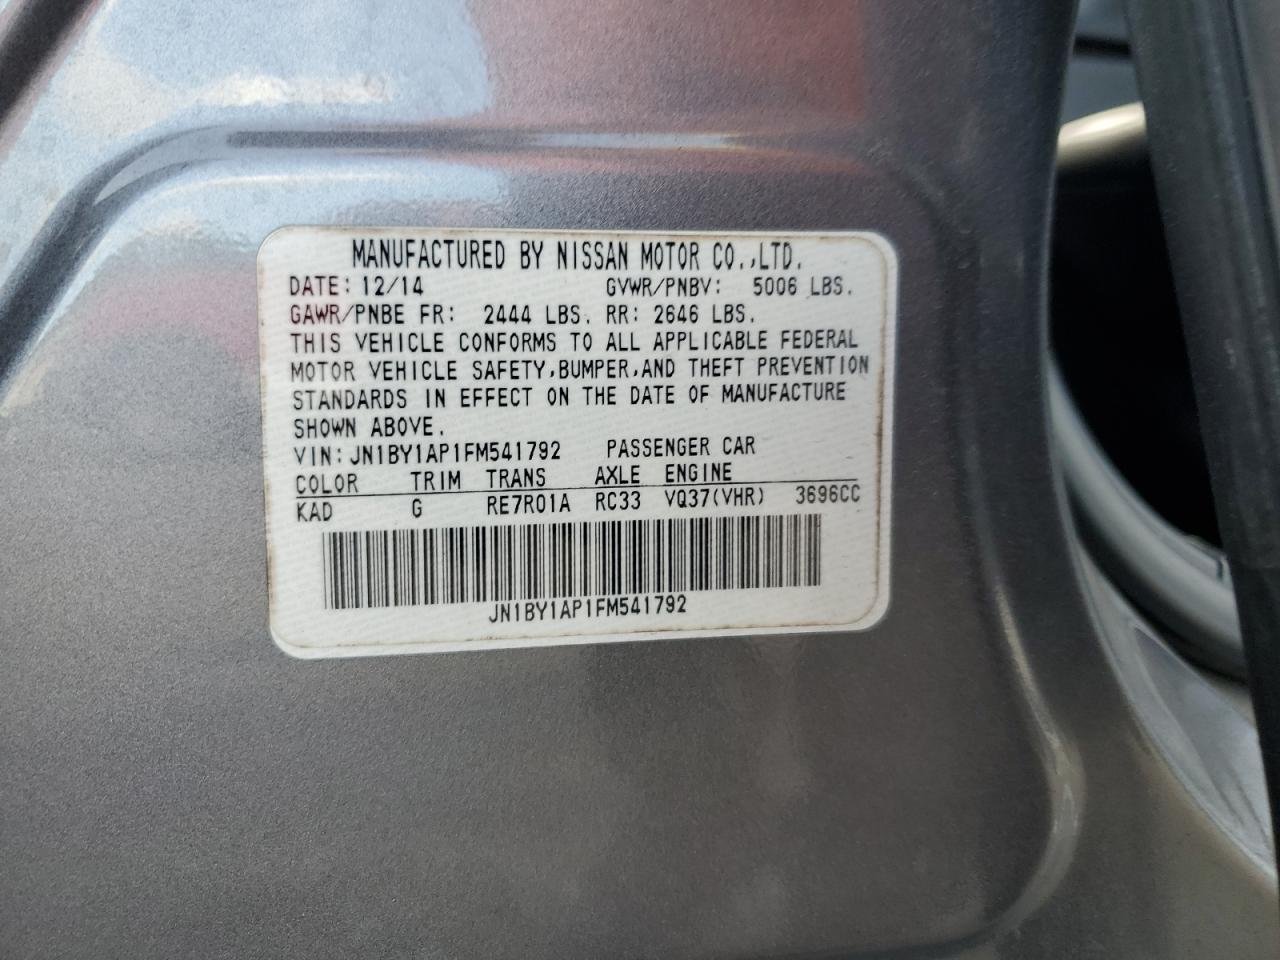 MANUFACTURED BY NISSAN MOTOR CO.,LTD.
DATE: 12/14 GVWR/PNBV: 5006 LBS.
GAWR/PNBE FR: 2444 LBS. RR: 2646 LBS.
THIS VEHICLE CONFORMS TO ALL APPLICABLE FEDERAL
MOTOR VEHICLE SAFETY,BUMPER,AND THEFT PREVENTION
STANDARDS IN EFFECT ON THE DATE OF MANUFACTURE
SHOWN ABOVE.
VIN: JN1BY1AP1FM541792 PASSENGER CAR
COLOR TRIM TRANS AXLE ENGINE
KAD G RE7R01A RC33 VQ37(VHR) 3696CC
JN1BY1AP1FM541792